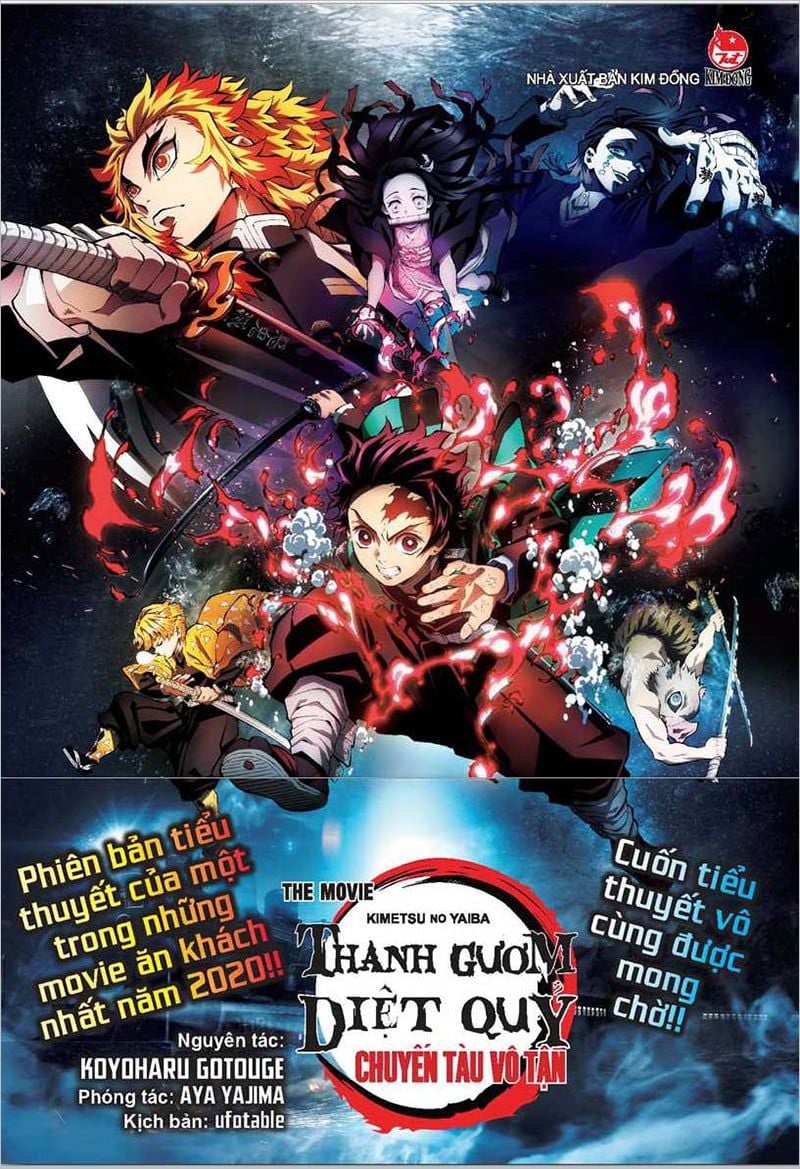 NHÀ XUẤT BẢN KIM ĐỒNG
KIM ĐỒNG
Phiên bản tiểu
thuyết của một
trong những
movie ăn khách
nhất năm 2020!!
Cuốn tiểu
thuyết vô
cùng được
mong
chờ!!
THE MOVIE
KIMETSU NO YAIBA
THANH GƯƠM
DIỆT QUỶ
CHUYẾN TÀU VÔ TẬN
Nguyên tác:
KOYOHARU GOTOUGE
Phóng tác: AYA YAJIMA
Kịch bản: ufotable